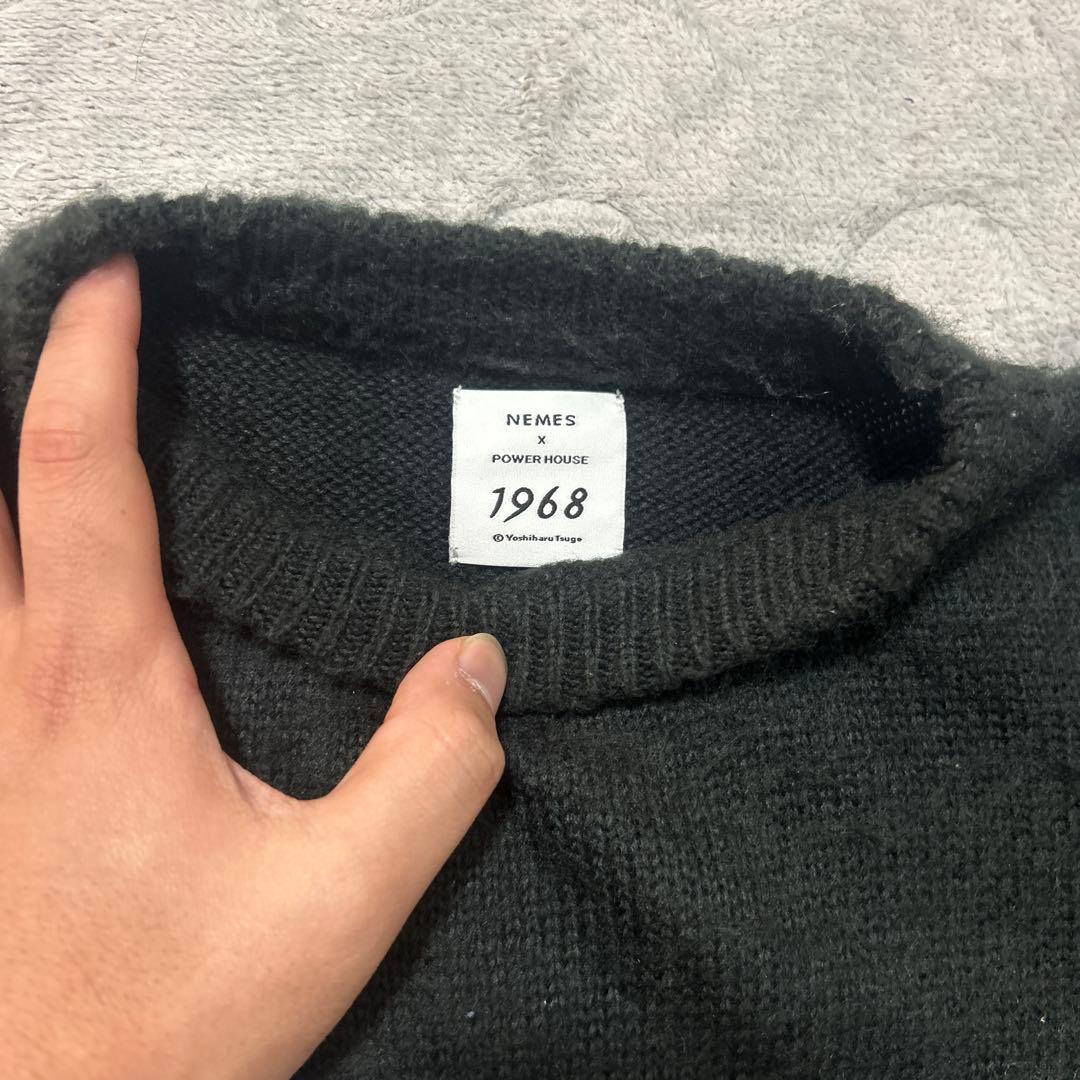 NEMES
X
POWER HOUSE
1968
© Yoshiharu Tsuge